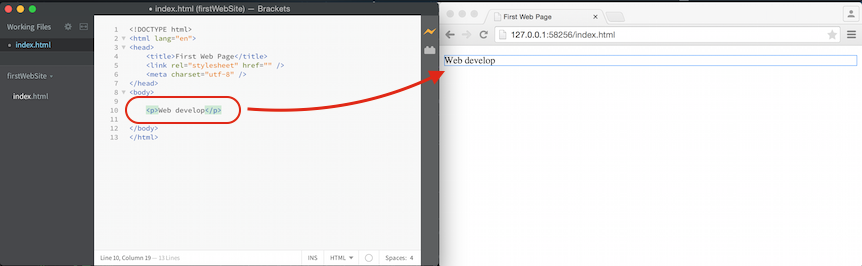 index.html (firstWebSite) — Brackets
Working Files
• index.html
firstWebSite
index.html
1 <!DOCTYPE html>
2 <html lang="en">
3 <head>
4 <title>First Web Page</title>
5 <link rel="stylesheet" href="" />
6 <meta charset="utf-8" />
7 </head>
8 <body>
9
10 <p>Web develop</p>
11
12 </body>
13 </html>
Line 10, Column 19 — 13 Lines
INS
HTML
Spaces: 4
First Web Page
127.0.0.1:58256/index.html
Web develop